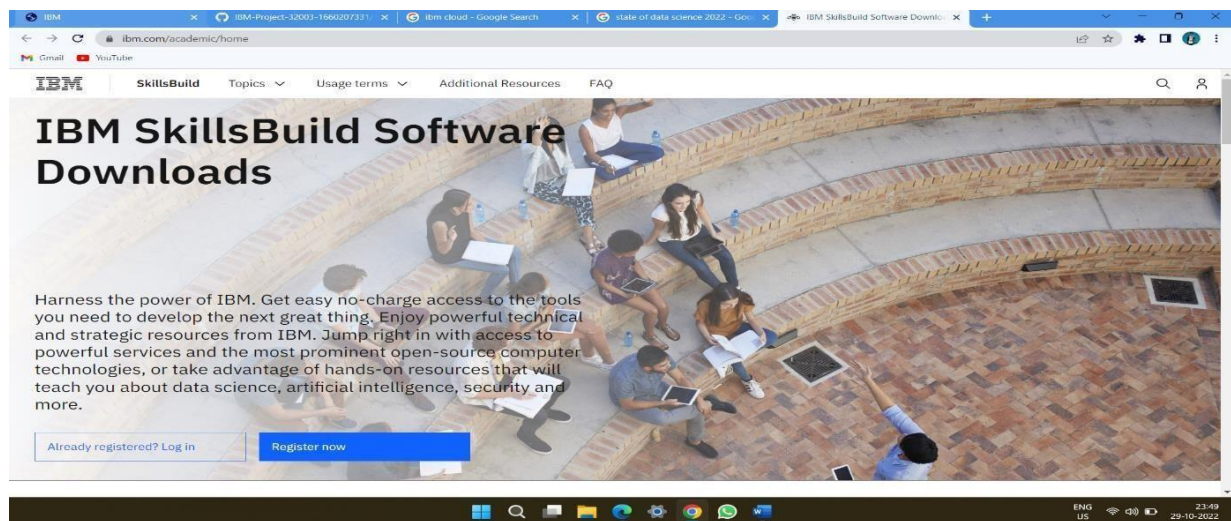 IBM
IBM-Project-32003-1660207331/
ibm cloud - Google Search
state of data science 2022 - Goo
IBM SkillsBuild Software Downlo
ibm.com/academic/home
Gmail YouTube
IBM SkillsBuild Topics Usage terms Additional Resources FAQ
IBM SkillsBuild Software
Downloads
Harness the power of IBM. Get easy no-charge access to the tools
you need to develop the next great thing. Enjoy powerful technical
and strategic resources from IBM. Jump right in with access to
powerful services and the most prominent open-source computer
technologies, or take advantage of hands-on resources that will
teach you about data science, artificial intelligence, security and
more.
Already registered? Log in Register now
ENG 23:49
US 29-10-2022